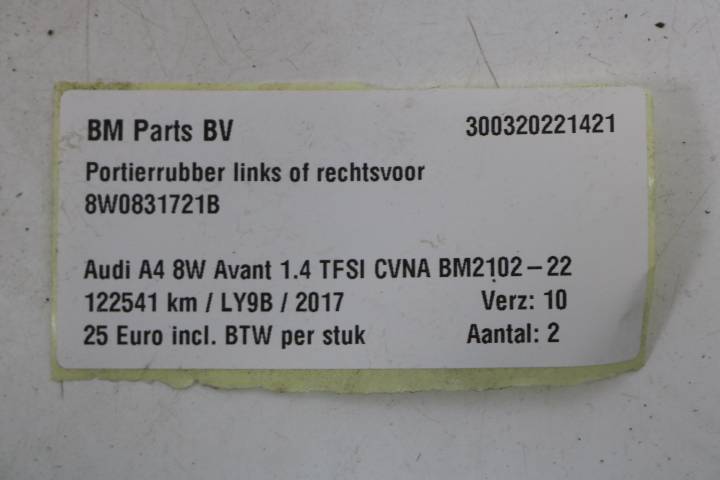 BM Parts BV 300320221421
Portierrubber links of rechtsvoor
8W0831721B
Audi A4 8W Avant 1.4 TFSI CVNA BM2102-22
122541 km / LY9B / 2017 Verz: 10
25 Euro incl. BTW per stuk Aantal: 2